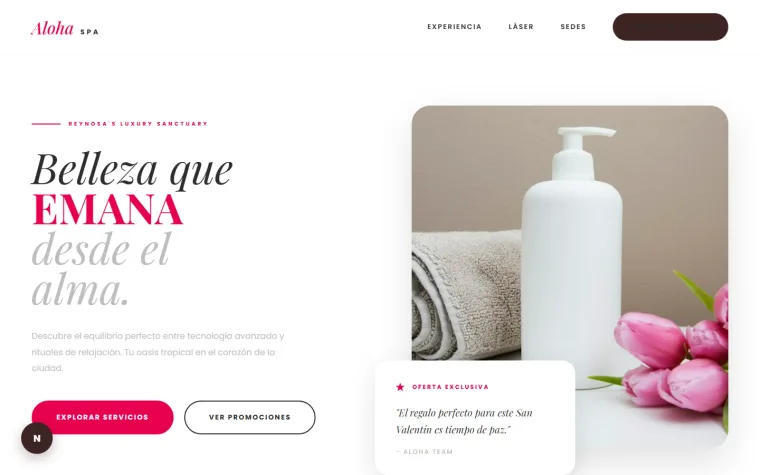 Aloha SPA
EXPERIENCIA
LÁSER
SEDES
REYNOSA'S LUXURY SANCTUARY
Belleza que
EMANA
desde el
alma.
Descubre el equilibrio perfecto entre tecnología avanzada y
rituales de relajación. Tu oasis tropical en el corazón de la
ciudad.
EXPLORAR SERVICIOS
VER PROMOCIONES
N
OFERTA EXCLUSIVA
"El regalo perfecto para este San
Valentín es tiempo de paz."
- ALOHA TEAM